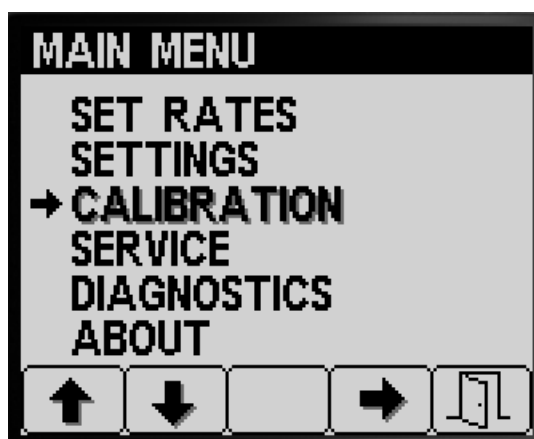 MAIN MENU
SET RATES
SETTINGS
CALIBRATION
SERVICE
DIAGNOSTICS
ABOUT